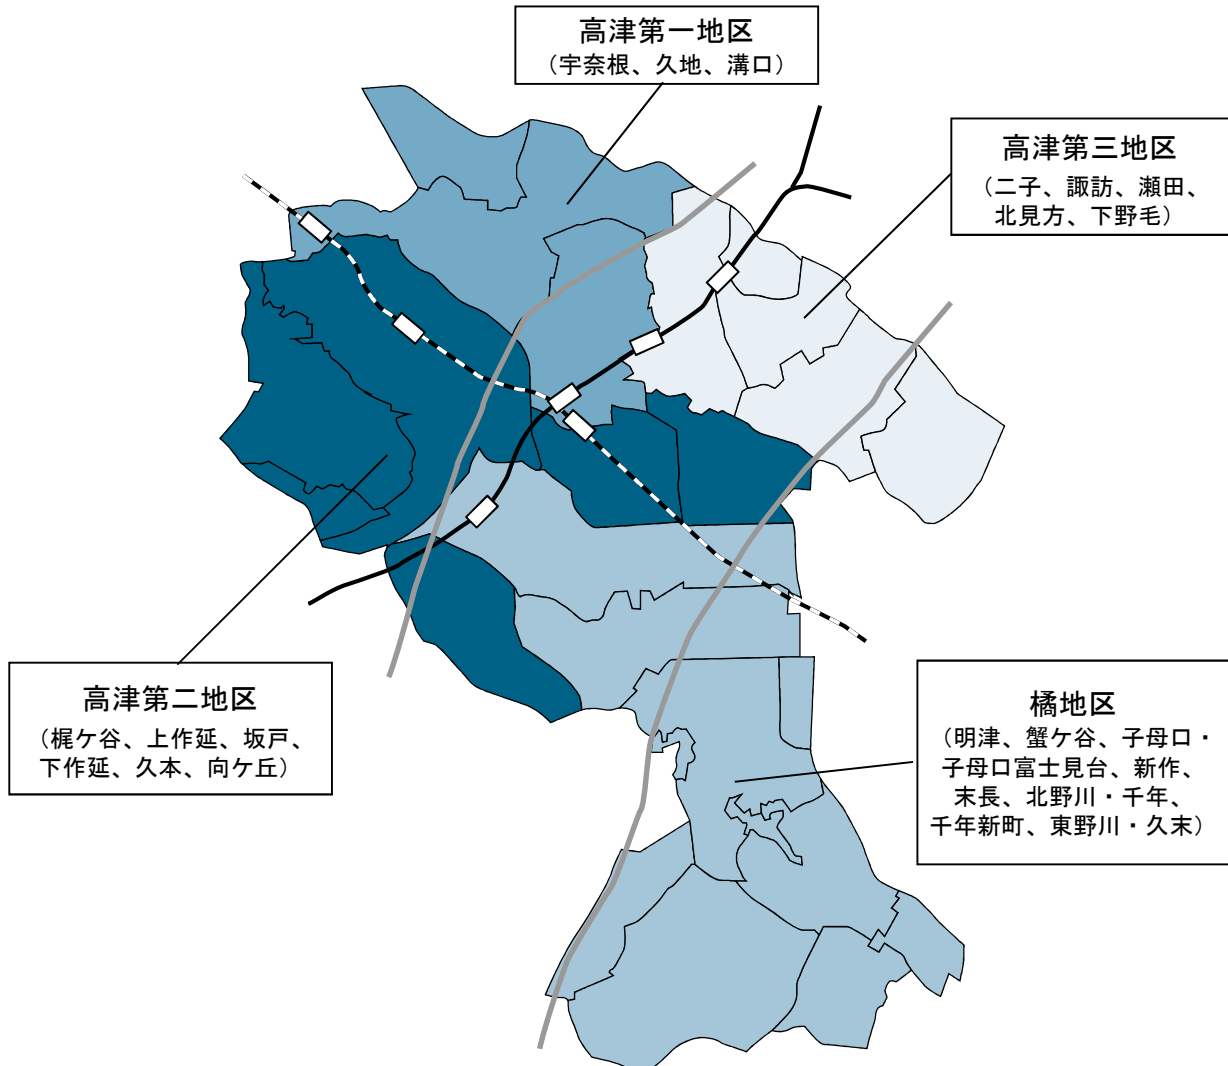 高津第一地区
（宇奈根、久地、溝口）
高津第三地区
（二子、諏訪、瀬田、
北見方、下野毛）
高津第二地区
（梶ケ谷、上作延、坂戸、
下作延、久本、向ケ丘）
橘地区
（明津、蟹ケ谷、子母口・
子母口富士見台、新作、
末長、北野川・千年、
千年新町、東野川・久末）